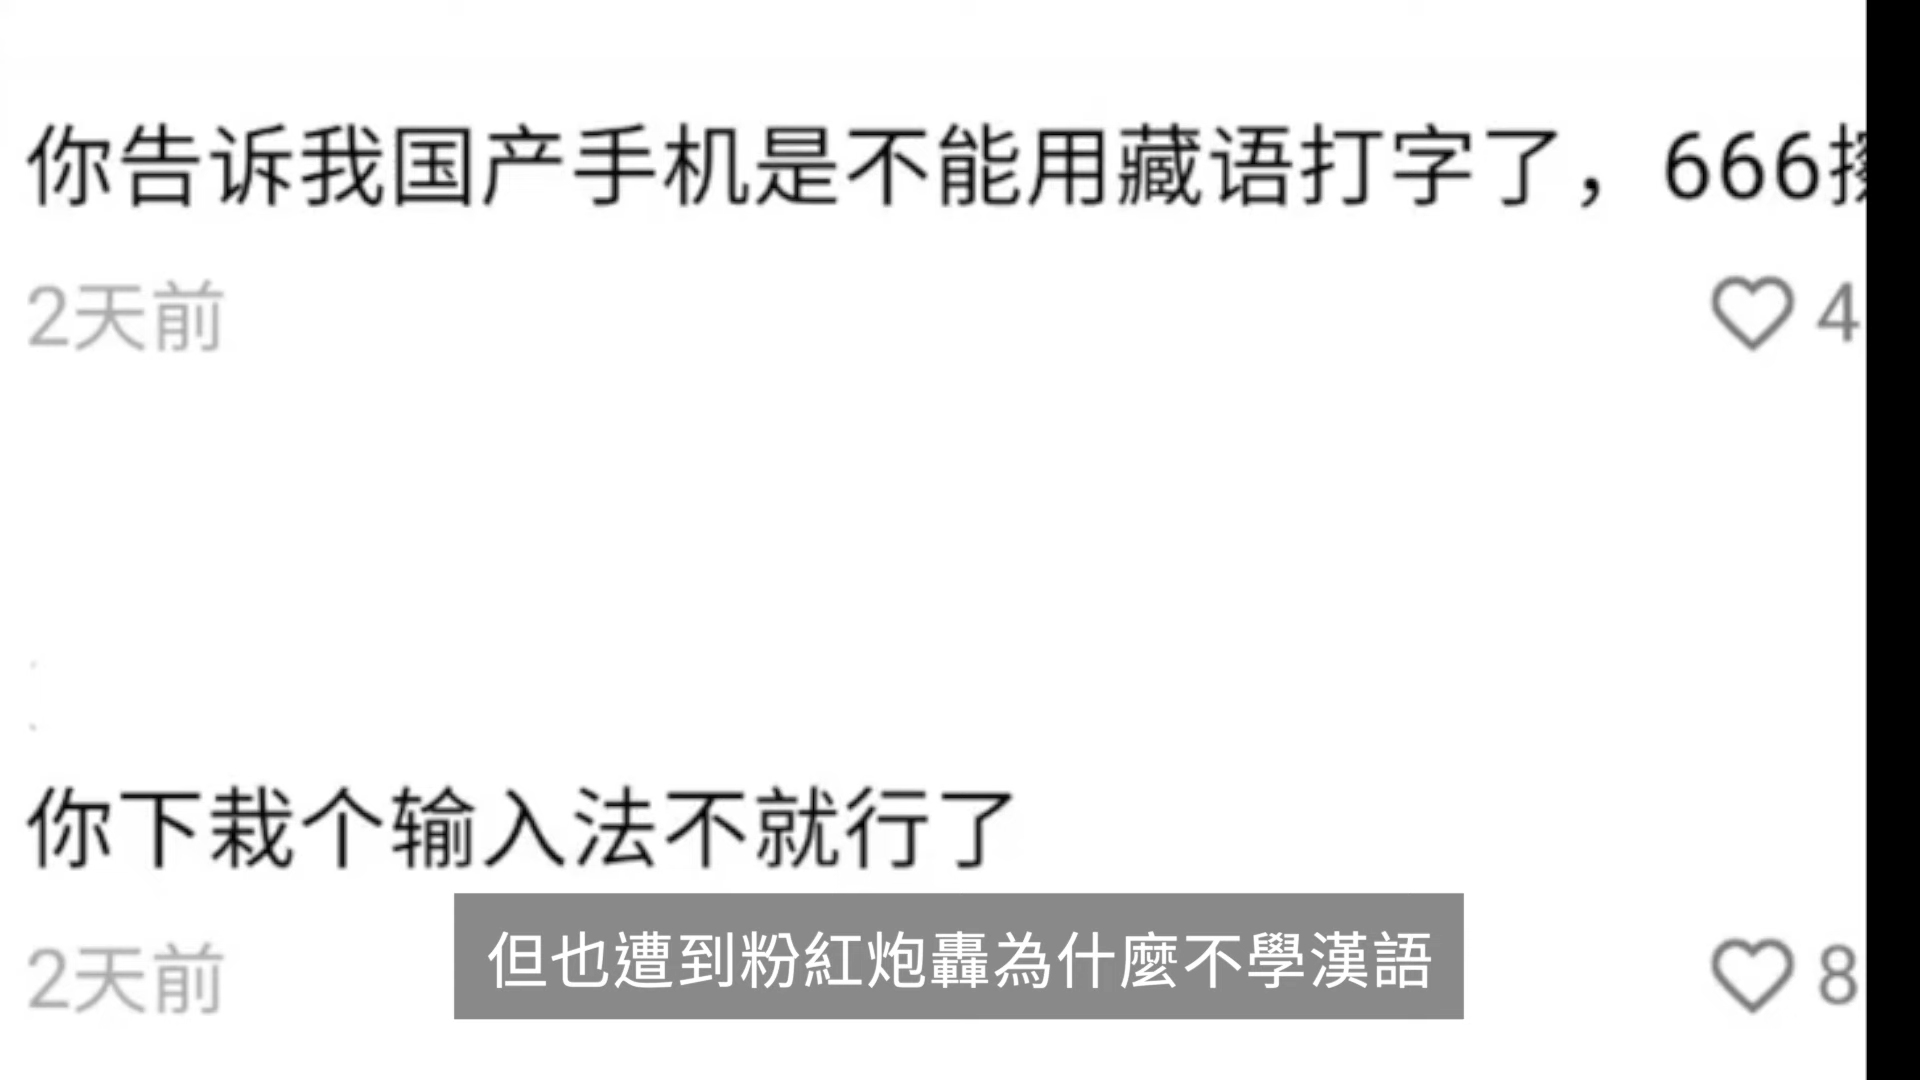 你告诉我国产手机是不能用藏语打字了，666
2天前
4
你下栽个输入法不就行了
2天前
8
但也遭到粉紅炮轟為什麼不學漢語